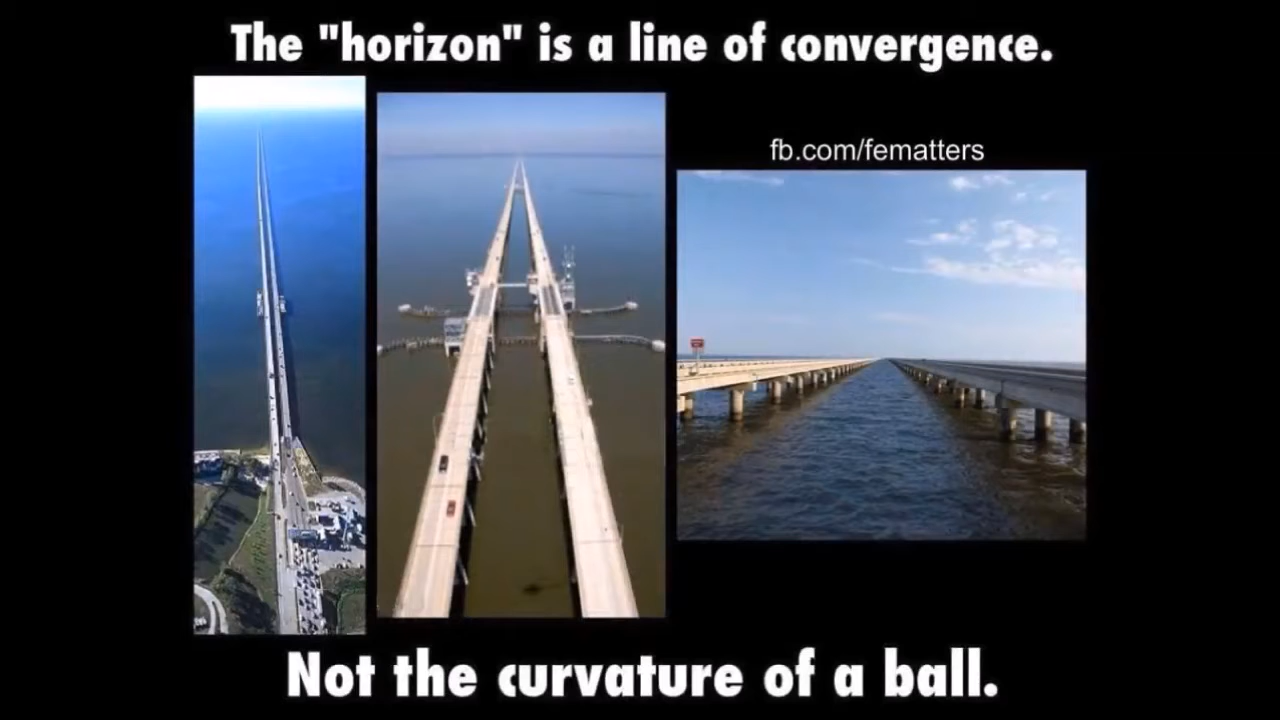 The "horizon" is a line of convergence.
fb.com/fematters
Not the curvature of a ball.